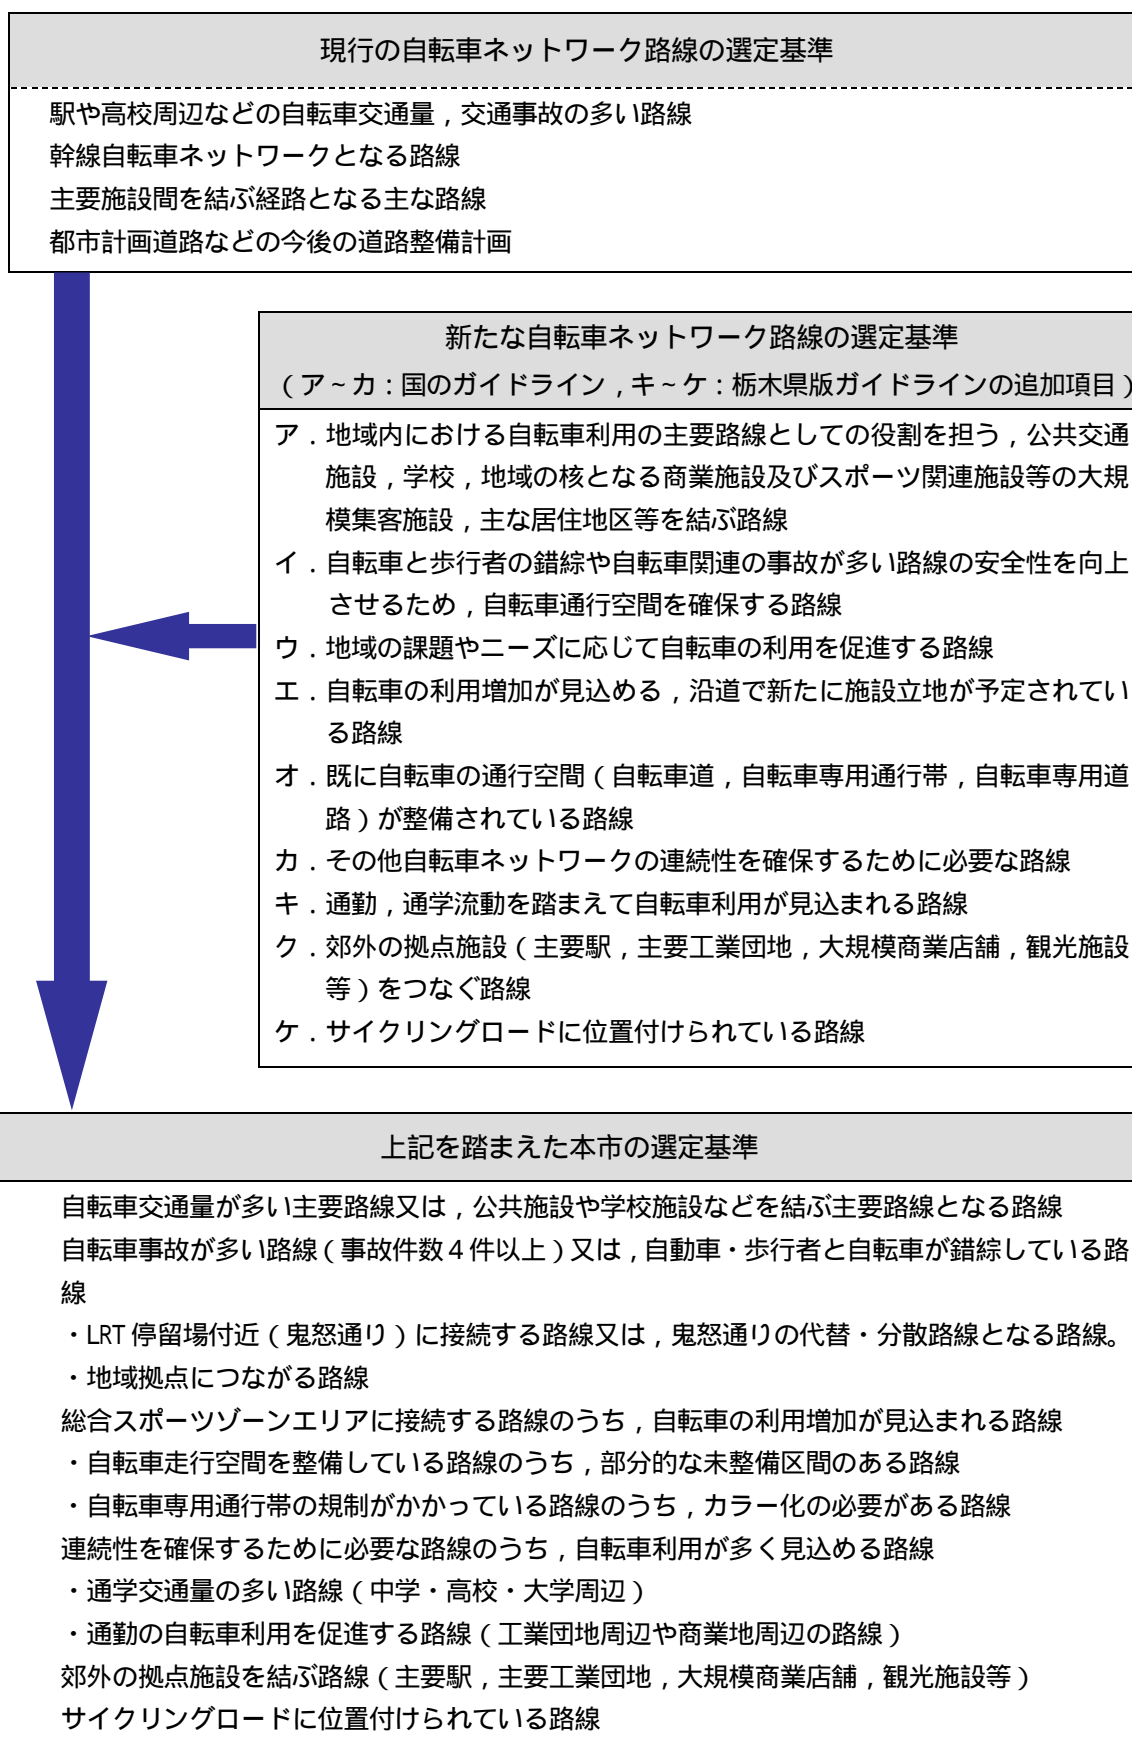 現行の自転車ネットワーク路線の選定基準
駅や高校周辺などの自転車交通量，交通事故の多い路線
幹線自転車ネットワークとなる路線
主要施設間を結ぶ経路となる主な路線
都市計画道路などの今後の道路整備計画
新たな自転車ネットワーク路線の選定基準
（ア～カ：国のガイドライン，キ～ケ：栃木県版ガイドラインの追加項目）
ア．地域内における自転車利用の主要路線としての役割を担う，公共交通
施設，学校，地域の核となる商業施設及びスポーツ関連施設等の大規
模集客施設，主な居住地区等を結ぶ路線
イ．自転車と歩行者の錯綜や自転車関連の事故が多い路線の安全性を向上
させるため，自転車通行空間を確保する路線
ウ．地域の課題やニーズに応じて自転車の利用を促進する路線
エ．自転車の利用増加が見込める，沿道で新たに施設立地が予定されてい
る路線
オ．既に自転車の通行空間（自転車道，自転車専用通行帯，自転車専用道
路）が整備されている路線
カ．その他自転車ネットワークの連続性を確保するために必要な路線
キ．通勤，通学流動を踏まえて自転車利用が見込まれる路線
ク．郊外の拠点施設（主要駅，主要工業団地，大規模商業店舗，観光施設
等）をつなぐ路線
ケ．サイクリングロードに位置付けられている路線
上記を踏まえた本市の選定基準
自転車交通量が多い主要路線又は，公共施設や学校施設などを結ぶ主要路線となる路線
自転車事故が多い路線（事故件数４件以上）又は，自動車・歩行者と自転車が錯綜している路
線
・LRT停留場付近（鬼怒通り）に接続する路線又は，鬼怒通りの代替・分散路線となる路線。
・地域拠点につながる路線
総合スポーツゾーンエリアに接続する路線のうち，自転車の利用増加が見込まれる路線
・自転車走行空間を整備している路線のうち，部分的な未整備区間のある路線
・自転車専用通行帯の規制がかかっている路線のうち，カラー化の必要がある路線
連続性を確保するために必要な路線のうち，自転車利用が多く見込める路線
・通学交通量の多い路線（中学・高校・大学周辺）
・通勤の自転車利用を促進する路線（工業団地周辺や商業地周辺の路線）
郊外の拠点施設を結ぶ路線（主要駅，主要工業団地，大規模商業店舗，観光施設等）
サイクリングロードに位置付けられている路線